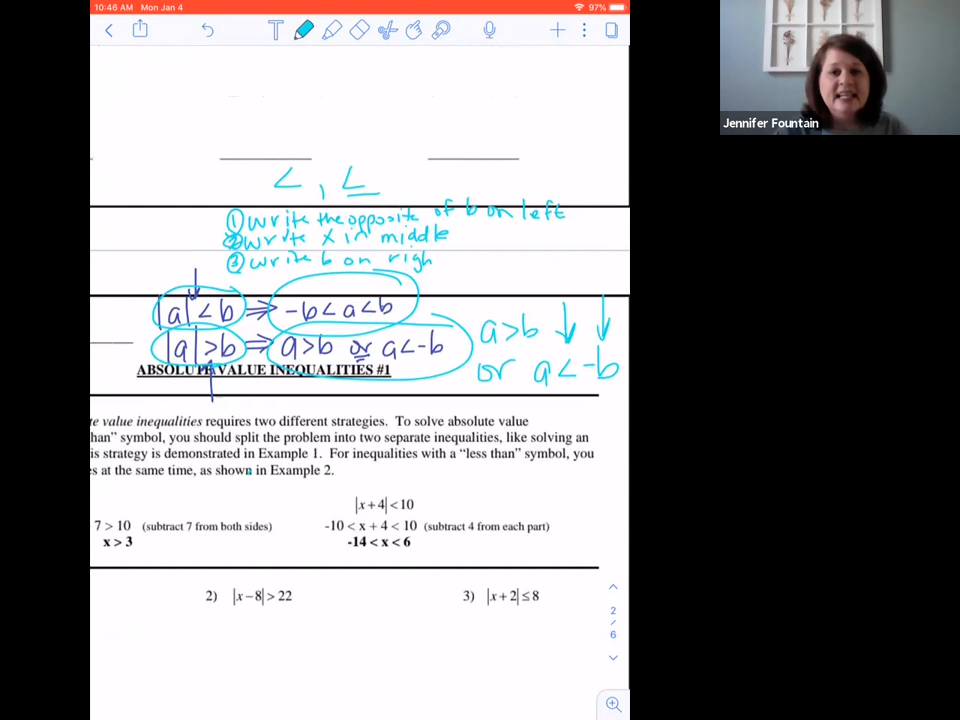 10:46 AM Mon Jan 4
97%
Jennifer Fountain
<, ≤
① Write the opposite of b on left
② Write x in middle
③ Write b on righ
|a| < b ⇒ -b < a < b
|a| > b ⇒ a > b or a < -b
a > b
or a < -b
ABSOLUTE VALUE INEQUALITIES #1
te value inequalities requires two different strategies. To solve absolute value
han" symbol, you should split the problem into two separate inequalities, like solving an
is strategy is demonstrated in Example 1. For inequalities with a "less than" symbol, you
s at the same time, as shown in Example 2.
|x+4| < 10
7 > 10 (subtract 7 from both sides)
-10 < x + 4 < 10 (subtract 4 from each part)
x > 3
-14 < x < 6
2) |x−8| > 22
3) |x+2| ≤ 8
2
/
6